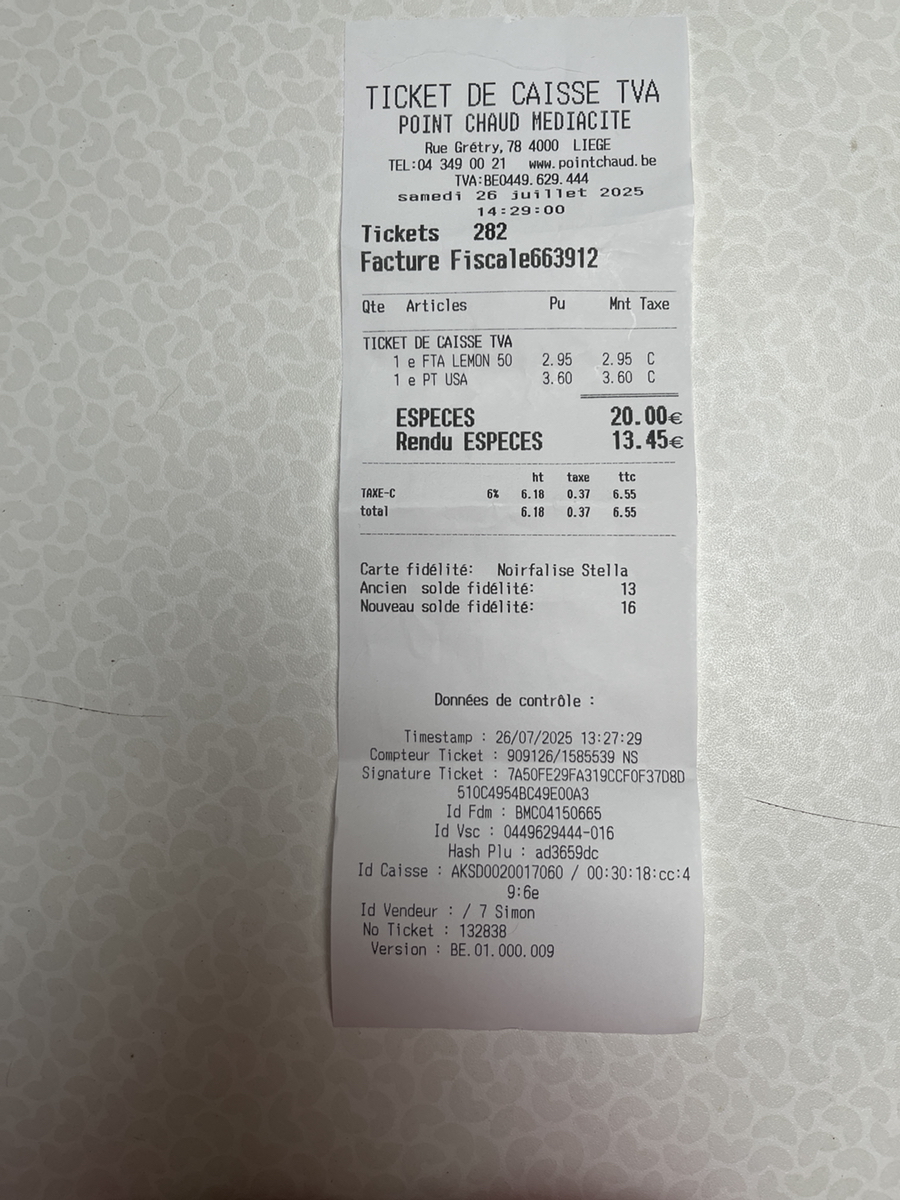 TICKET DE CAISSE TVA
POINT CHAUD MEDIACITE
Rue Grétry,78 4000 LIEGE
TEL:04 349 00 21 www.pointchaud.be
TVA:BE0449.629.444
samedi 26 juillet 2025
14:29:00
Tickets 282
Facture Fiscale663912
Qte Articles Pu Mnt Taxe
TICKET DE CAISSE TVA
1 e FTA LEMON 50 2.95 2.95 C
1 e PT USA 3.60 3.60 C
ESPECES 20.00€
Rendu ESPECES 13.45€
ht taxe ttc
TAXE-C 6% 6.18 0.37 6.55
total 6.18 0.37 6.55
Carte fidélité: Noirfalise Stella
Ancien solde fidélité: 13
Nouveau solde fidélité: 16
Données de contrôle :
Timestamp : 26/07/2025 13:27:29
Compteur Ticket : 909126/1585539 NS
Signature Ticket : 7A50FE29FA319CCF0F37D8D
510C4954BC49E00A3
Id Fdm : BMC04150665
Id Vsc : 0449629444-016
Hash Plu : ad3659dc
Id Caisse : AKSD0020017060 / 00:30:18:cc:4
9:6e
Id Vendeur : / 7 Simon
No Ticket : 132838
Version : BE.01.000.009